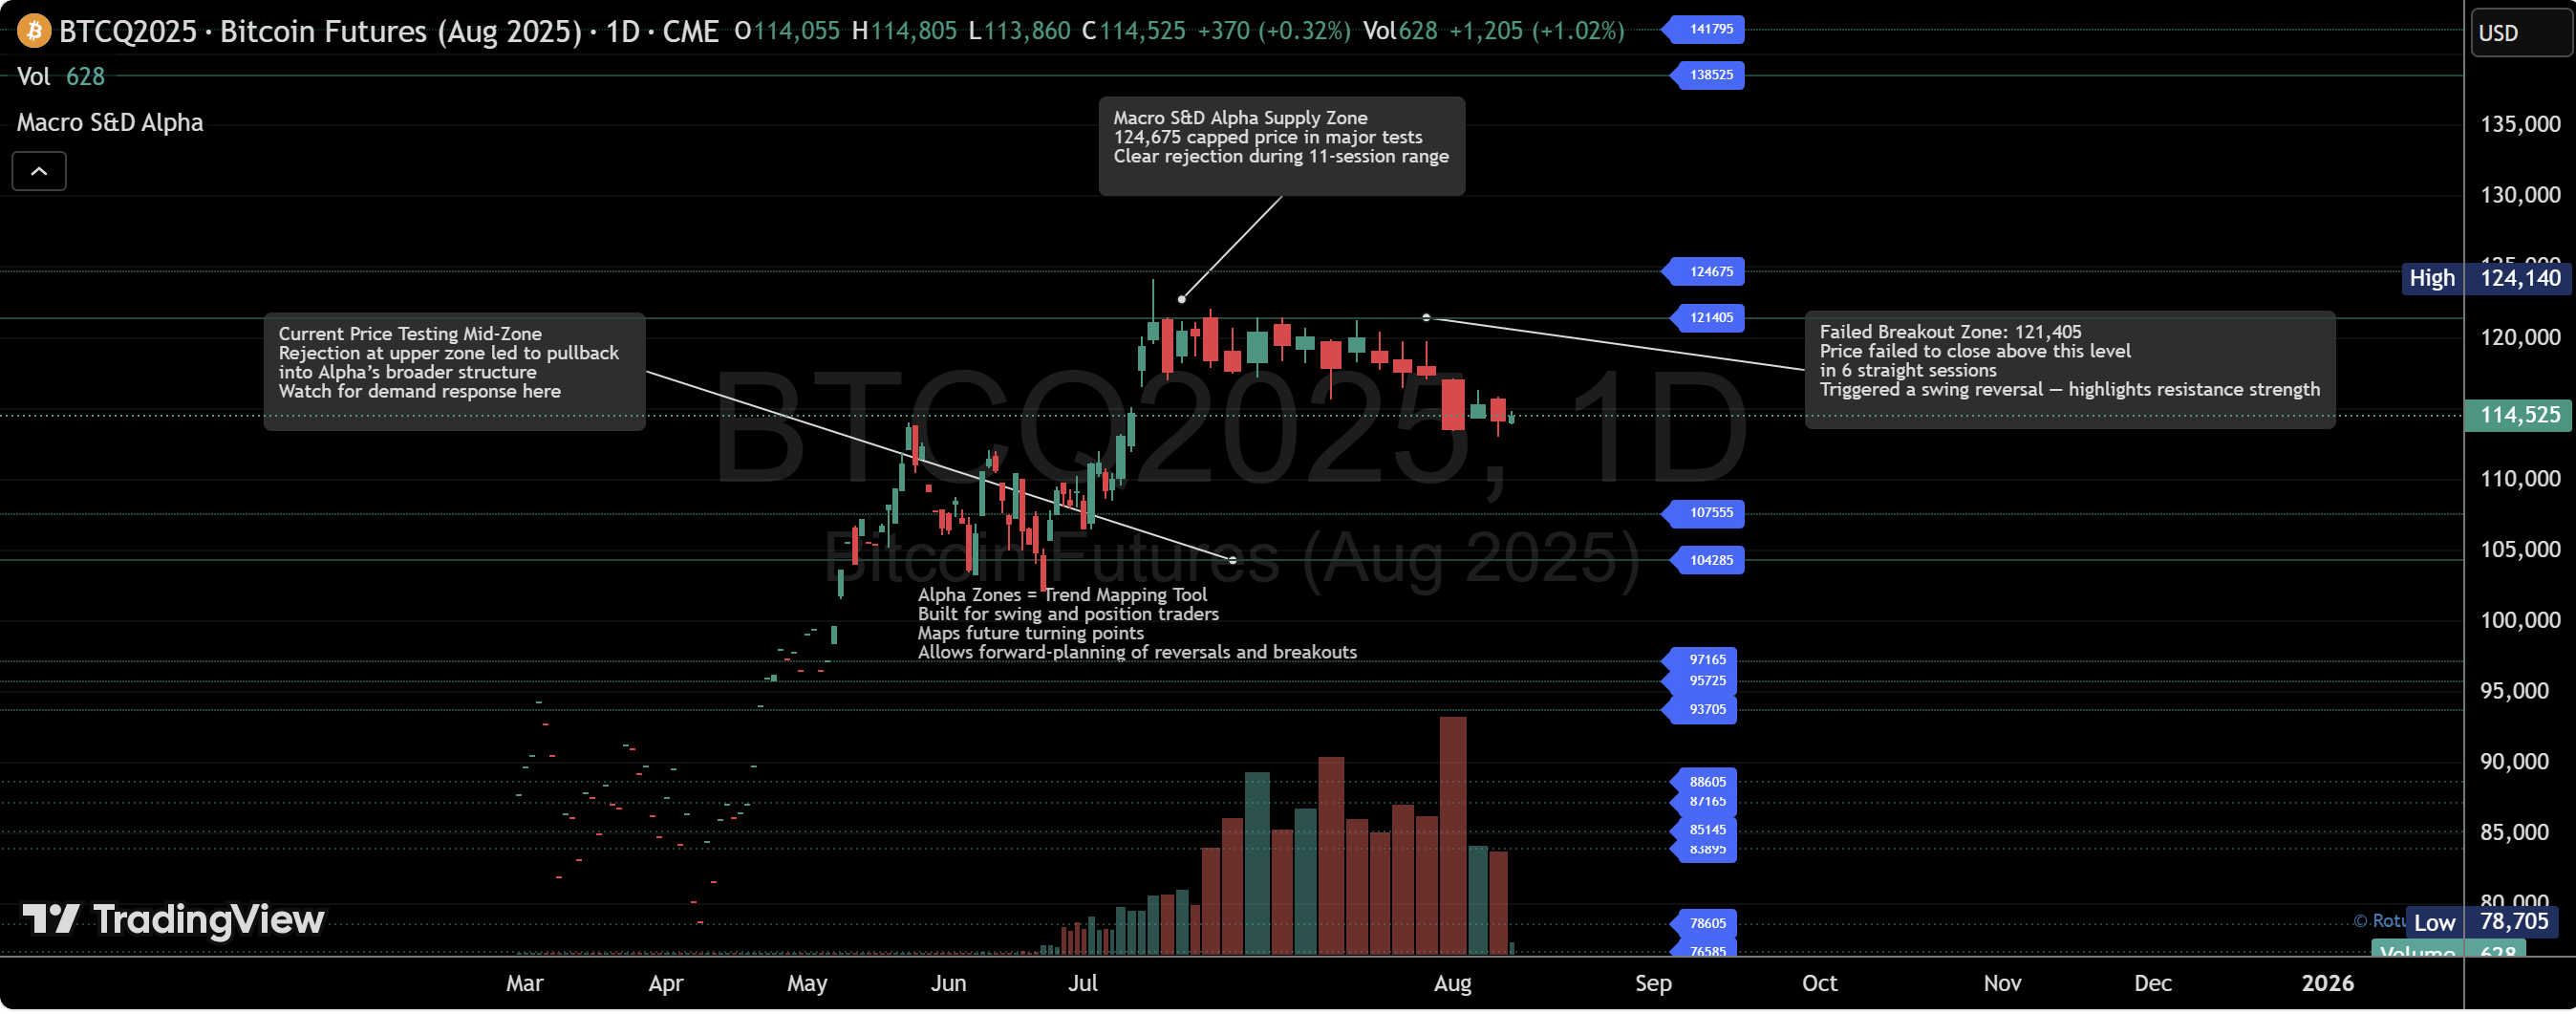 BTCQ2025 · Bitcoin Futures (Aug 2025) · 1D · CME O114,055 H114,805 L113,860 C114,525 +370 (+0.32%) Vol628 +1,205 (+1.02%)
Vol 628
Macro S&D Alpha
USD
141795
138525
Macro S&D Alpha Supply Zone
124,675 capped price in major tests
Clear rejection during 11-session range
135,000
130,000
124675
125,000
High 124,140
121405
120,000
Current Price Testing Mid-Zone
Rejection at upper zone led to pullback
into Alpha's broader structure
Watch for demand response here
Failed Breakout Zone: 121,405
Price failed to close above this level
in 6 straight sessions
Triggered a swing reversal — highlights resistance strength
114,525
BTCQ2025, 1D
Bitcoin Futures (Aug 2025)
110,000
107555
105,000
104285
Alpha Zones = Trend Mapping Tool
Built for swing and position traders
Maps future turning points
Allows forward-planning of reversals and breakouts
100,000
97165
95725
95,000
93705
90,000
88605
87165
85145
85,000
83895
80,000
TradingView
78605
© Rotu
Low 78,705
76585
Volume 628
Mar Apr May Jun Jul Aug Sep Oct Nov Dec 2026